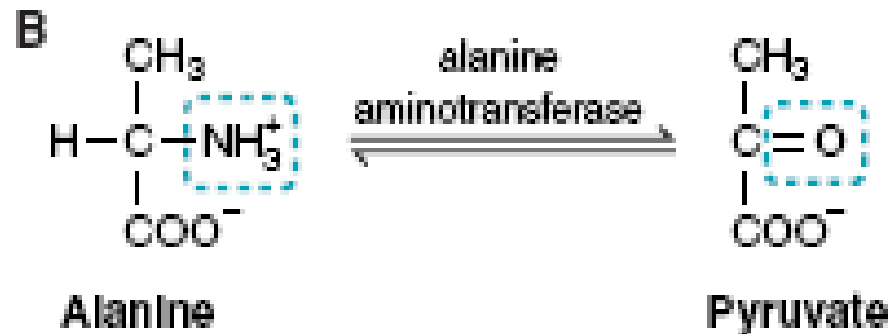 B
CH₃
H–C–NH₃⁺
COO⁻
Alanine
alanine
aminotransferase
CH₃
C=O
COO⁻
Pyruvate